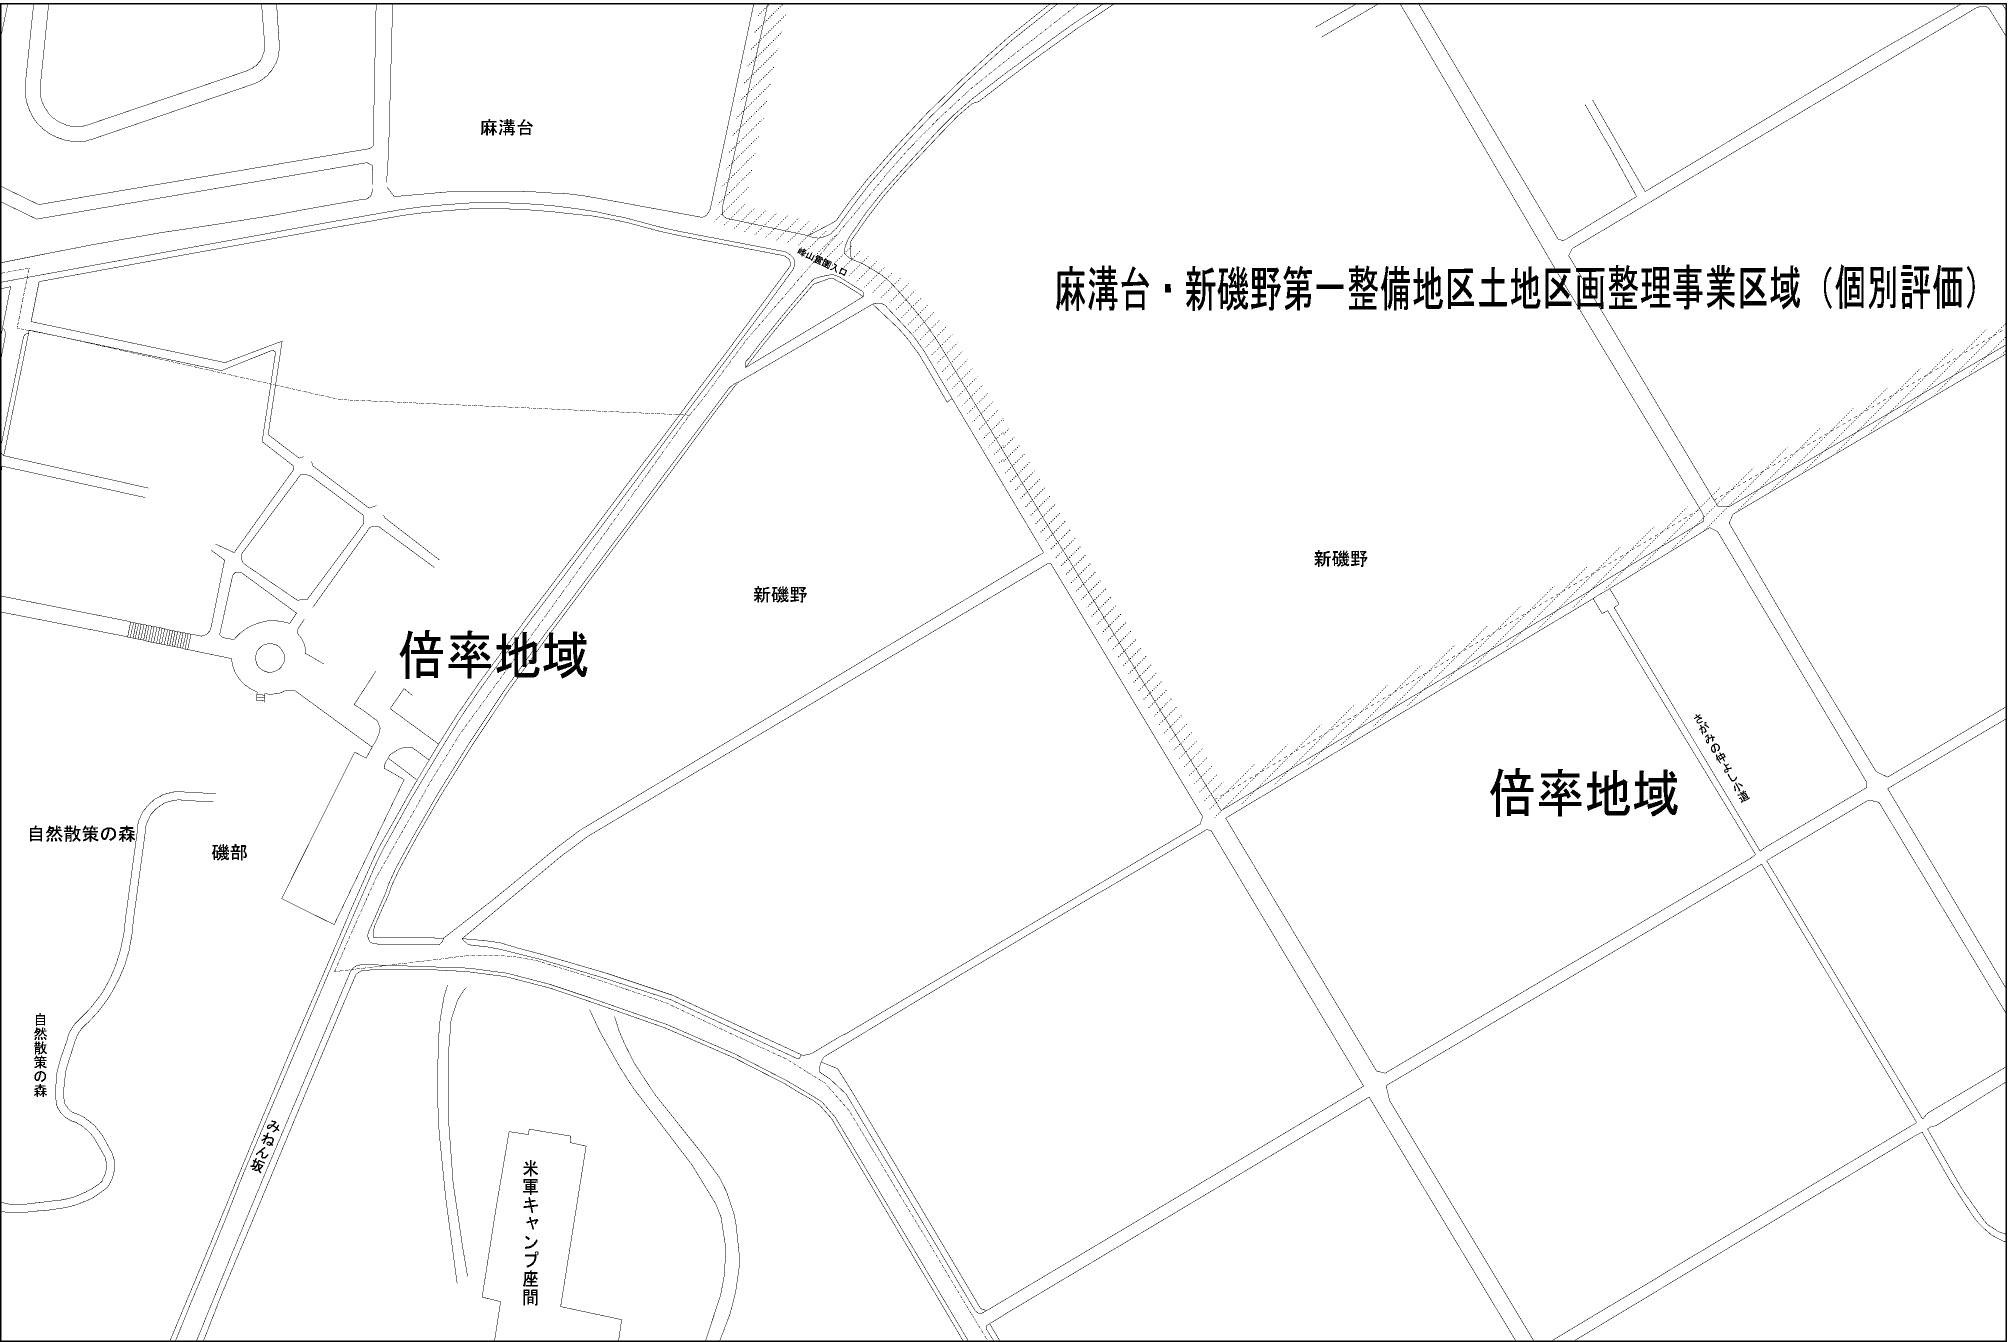 麻溝台
峰山霊園入口
麻溝台・新磯野第一整備地区土地区画整理事業区域（個別評価）
新磯野
新磯野
倍率地域
さがみの仲よし小道
倍率地域
自然散策の森
磯部
自然散策の森
みねん坂
米軍キャンプ座間